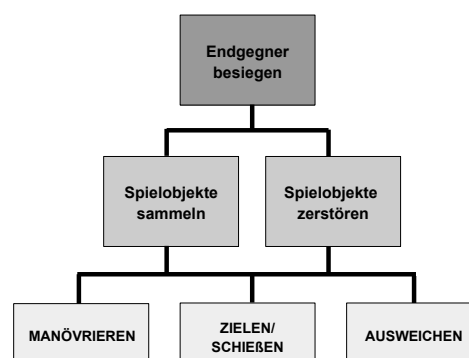 Endgegner
besiegen
Spielobjekte
sammeln
Spielobjekte
zerstören
MANÖVRIEREN
ZIELEN/
SCHIEßEN
AUSWEICHEN